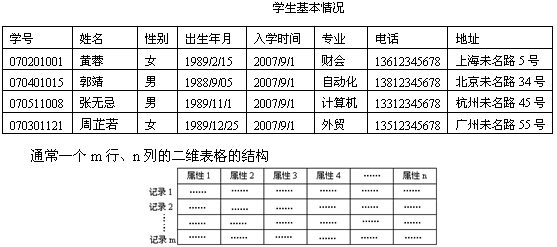 学生基本情况
学号 姓名 性别 出生年月 入学时间 专业 电话 地址
070201001 黄蓉 女 1989/2/15 2007/9/1 财会 13612345678 上海未名路 5 号
070401015 郭靖 男 1988/9/05 2007/9/1 自动化 13812345678 北京未名路 34 号
070511008 张无忌 男 1989/11/1 2007/9/1 计算机 13312345678 杭州未名路 45 号
070301121 周芷若 女 1989/12/25 2007/9/1 外贸 13512345678 广州未名路 55 号
通常一个 m 行、n 列的二维表格的结构
属性 1 属性 2 属性 3 属性 4 …… 属性 n
记录 1 …… …… …… …… …… ……
记录 2 …… …… …… …… …… ……
…… …… …… …… …… …… ……
记录 m …… …… …… …… …… ……